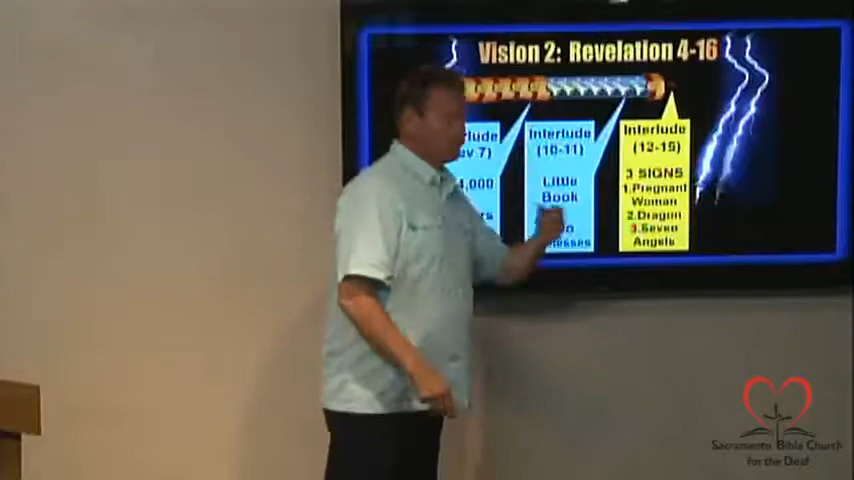 Vision 2: Revelation 4-16
Interlude
(10-11)
Little
Book
Interlude
(12-15)
3 SIGNS
1.Pregnant
Woman
2.Dragon
3.Seven
Angels
Sacramento Bible Church
for the Deaf